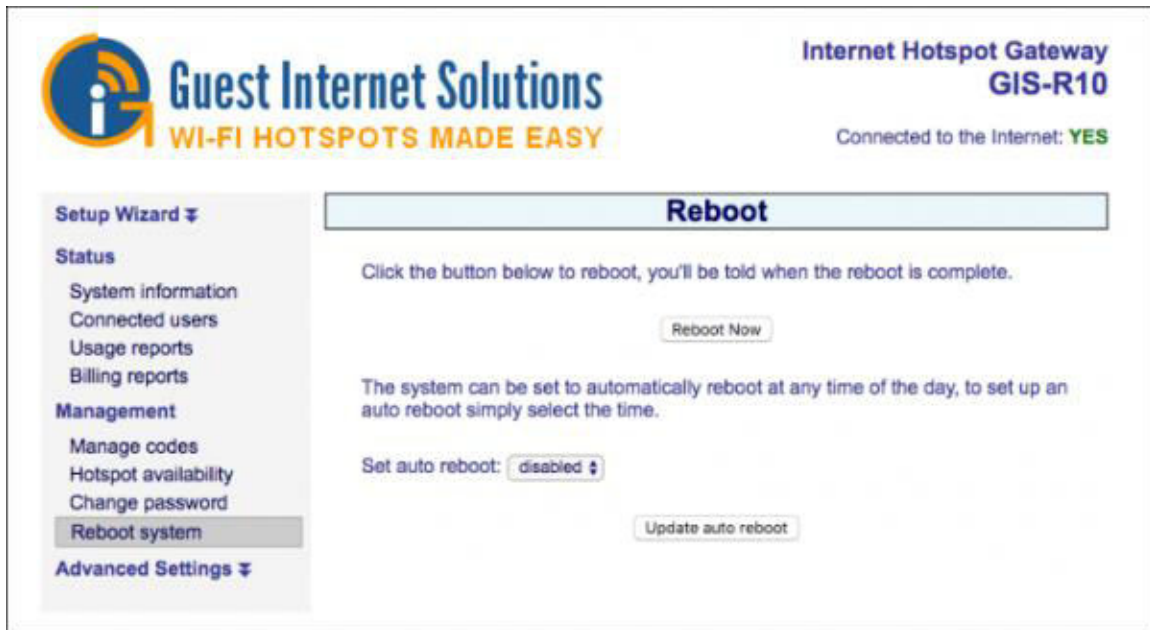 Guest Internet Solutions
WI-FI HOTSPOTS MADE EASY
Internet Hotspot Gateway
GIS-R10
Connected to the Internet: YES
Setup Wizard
Status
System information
Connected users
Usage reports
Billing reports
Management
Manage codes
Hotspot availability
Change password
Reboot system
Advanced Settings
Reboot
Click the button below to reboot, you'll be told when the reboot is complete.
Reboot Now
The system can be set to automatically reboot at any time of the day, to set up an
auto reboot simply select the time.
Set auto reboot: disabled
Update auto reboot